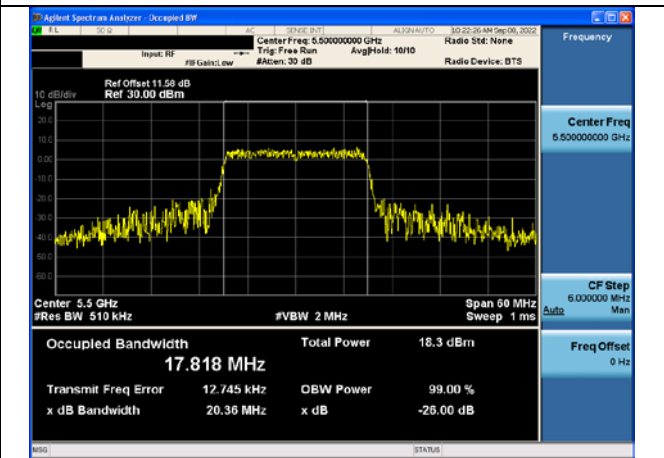 Agilent Spectrum Analyzer - Occupied BW
RL 50 Ω AC SENSE:INT ALIGNAUTO 10:22:26 AM Sep 08, 2022
Center Freq: 5.500000000 GHz Radio Std: None
Input: RF Trig: Free Run Avg|Hold: 10/10
#IFGain:Low #Atten: 30 dB Radio Device: BTS
Ref Offset 11.58 dB
10 dB/div Ref 30.00 dBm
Log
20.0
10.0
0.00
-10.0
-20.0
-30.0
-40.0
-50.0
-60.0
Center 5.5 GHz Span 60 MHz
#Res BW 510 kHz #VBW 2 MHz Sweep 1 ms
Occupied Bandwidth Total Power 18.3 dBm
17.818 MHz
Transmit Freq Error 12.745 kHz OBW Power 99.00 %
x dB Bandwidth 20.36 MHz x dB -26.00 dB
MSG STATUS
Frequency
Center Freq
5.500000000 GHz
CF Step
6.000000 MHz
Auto Man
Freq Offset
0 Hz